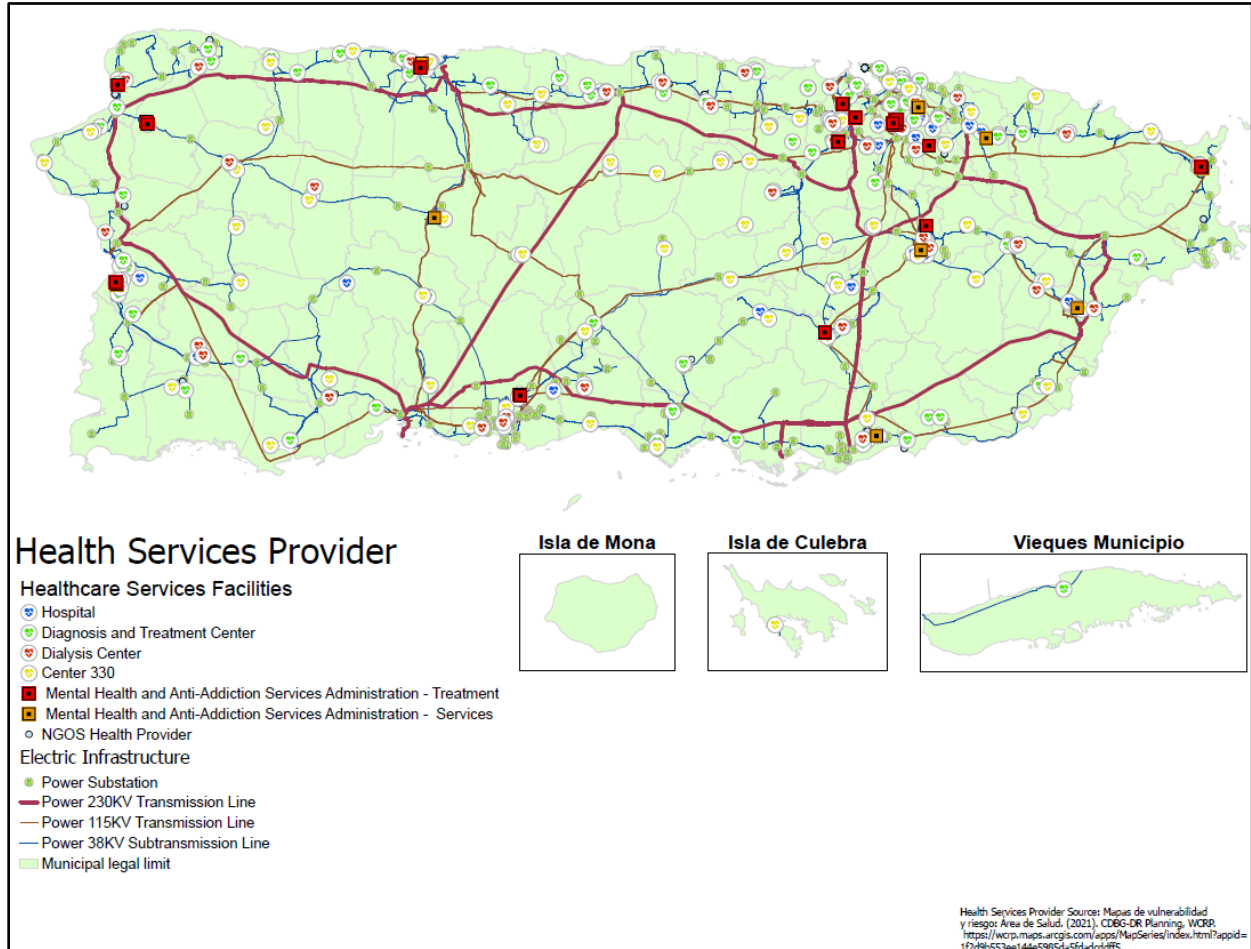 Health Services Provider
Healthcare Services Facilities
Hospital
Diagnosis and Treatment Center
Dialysis Center
Center 330
Mental Health and Anti-Addiction Services Administration - Treatment
Mental Health and Anti-Addiction Services Administration - Services
NGOS Health Provider
Electric Infrastructure
Power Substation
Power 230KV Transmission Line
Power 115KV Transmission Line
Power 38KV Subtransmission Line
Municipal legal limit
Isla de Mona
Isla de Culebra
Vieques Municipio
Health Services Provider Source: Mapas de vulnerabilidad
y riesgo: Área de Salud. (2021). CDBG-DR Planning, WCRP.
https://wcrp.maps.arcgis.com/apps/MapSeries/index.html?appid=